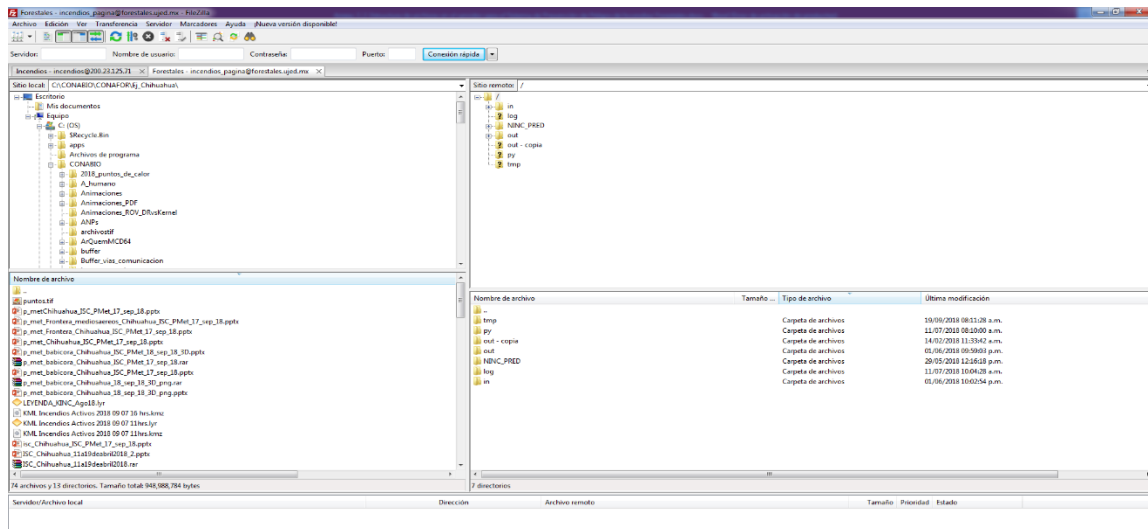 Forestales - incendios_pagina@forestales.ujed.mx - FileZilla
Archivo Edición Ver Transferencia Servidor Marcadores Ayuda ¡Nueva versión disponible!
Servidor: Nombre de usuario: Contraseña: Puerto: Conexión rápida
Incendios - incendios@200.23.125.71 Forestales - incendios_pagina@forestales.ujed.mx
Sitio local: C:\CONABIO\CONAFOR\Ej_Chihuahua\
Escritorio
Mis documentos
Equipo
C: (OS)
$Recycle.Bin
apps
Archivos de programa
CONABIO
2018_puntos_de_calor
A_humano
Animaciones
Animaciones_PDF
Animaciones_ROV_DRvsKernel
ANPs
archivostif
ArQuemMCD64
buffer
Buffer_vias_comunicacion
Sitio remoto: /
/
in
log
NINC_PRED
out
out - copia
py
tmp
Nombre de archivo
..
puntos.tif
p_metChihuahua_ISC_PMet_17_sep_18.pptx
p_met_Frontera_mediosaereos_Chihuahua_ISC_PMet_17_sep_18.pptx
p_met_Frontera_Chihuahua_ISC_PMet_17_sep_18.pptx
p_met_Chihuahua_ISC_PMet_17_sep_18.pptx
p_met_babicora_Chihuahua_ISC_PMet_18_sep_18_3D.pptx
p_met_babicora_Chihuahua_ISC_PMet_17_sep_18.rar
p_met_babicora_Chihuahua_ISC_PMet_17_sep_18.pptx
p_met_babicora_Chihuahua_18_sep_18_3D_png.rar
p_met_babicora_Chihuahua_18_sep_18_3D_png.pptx
LEYENDA_KINC_Ago18.lyr
KML Incendios Activos 2018 09 07 16 hrs.kmz
KML Incendios Activos 2018 09 07 11hrs.lyr
KML Incendios Activos 2018 09 07 11hrs.kmz
isc_Chihuahua_ISC_PMet_17_sep_18.pptx
ISC_Chihuahua_11a19deabril2018_2.pptx
ISC_Chihuahua_11a19deabril2018.rar
74 archivos y 13 directorios. Tamaño total: 948,988,784 bytes
Nombre de archivo Tamaño ... Tipo de archivo Última modificación
..
tmp Carpeta de archivos 19/09/2018 08:11:28 a.m.
py Carpeta de archivos 11/07/2018 08:10:00 a.m.
out - copia Carpeta de archivos 14/02/2018 11:33:42 a.m.
out Carpeta de archivos 01/06/2018 09:59:03 p.m.
NINC_PRED Carpeta de archivos 29/05/2018 12:16:18 p.m.
log Carpeta de archivos 11/07/2018 10:04:28 a.m.
in Carpeta de archivos 01/06/2018 10:02:54 p.m.
7 directorios
Servidor/Archivo local Dirección Archivo remoto Tamaño Prioridad Estado